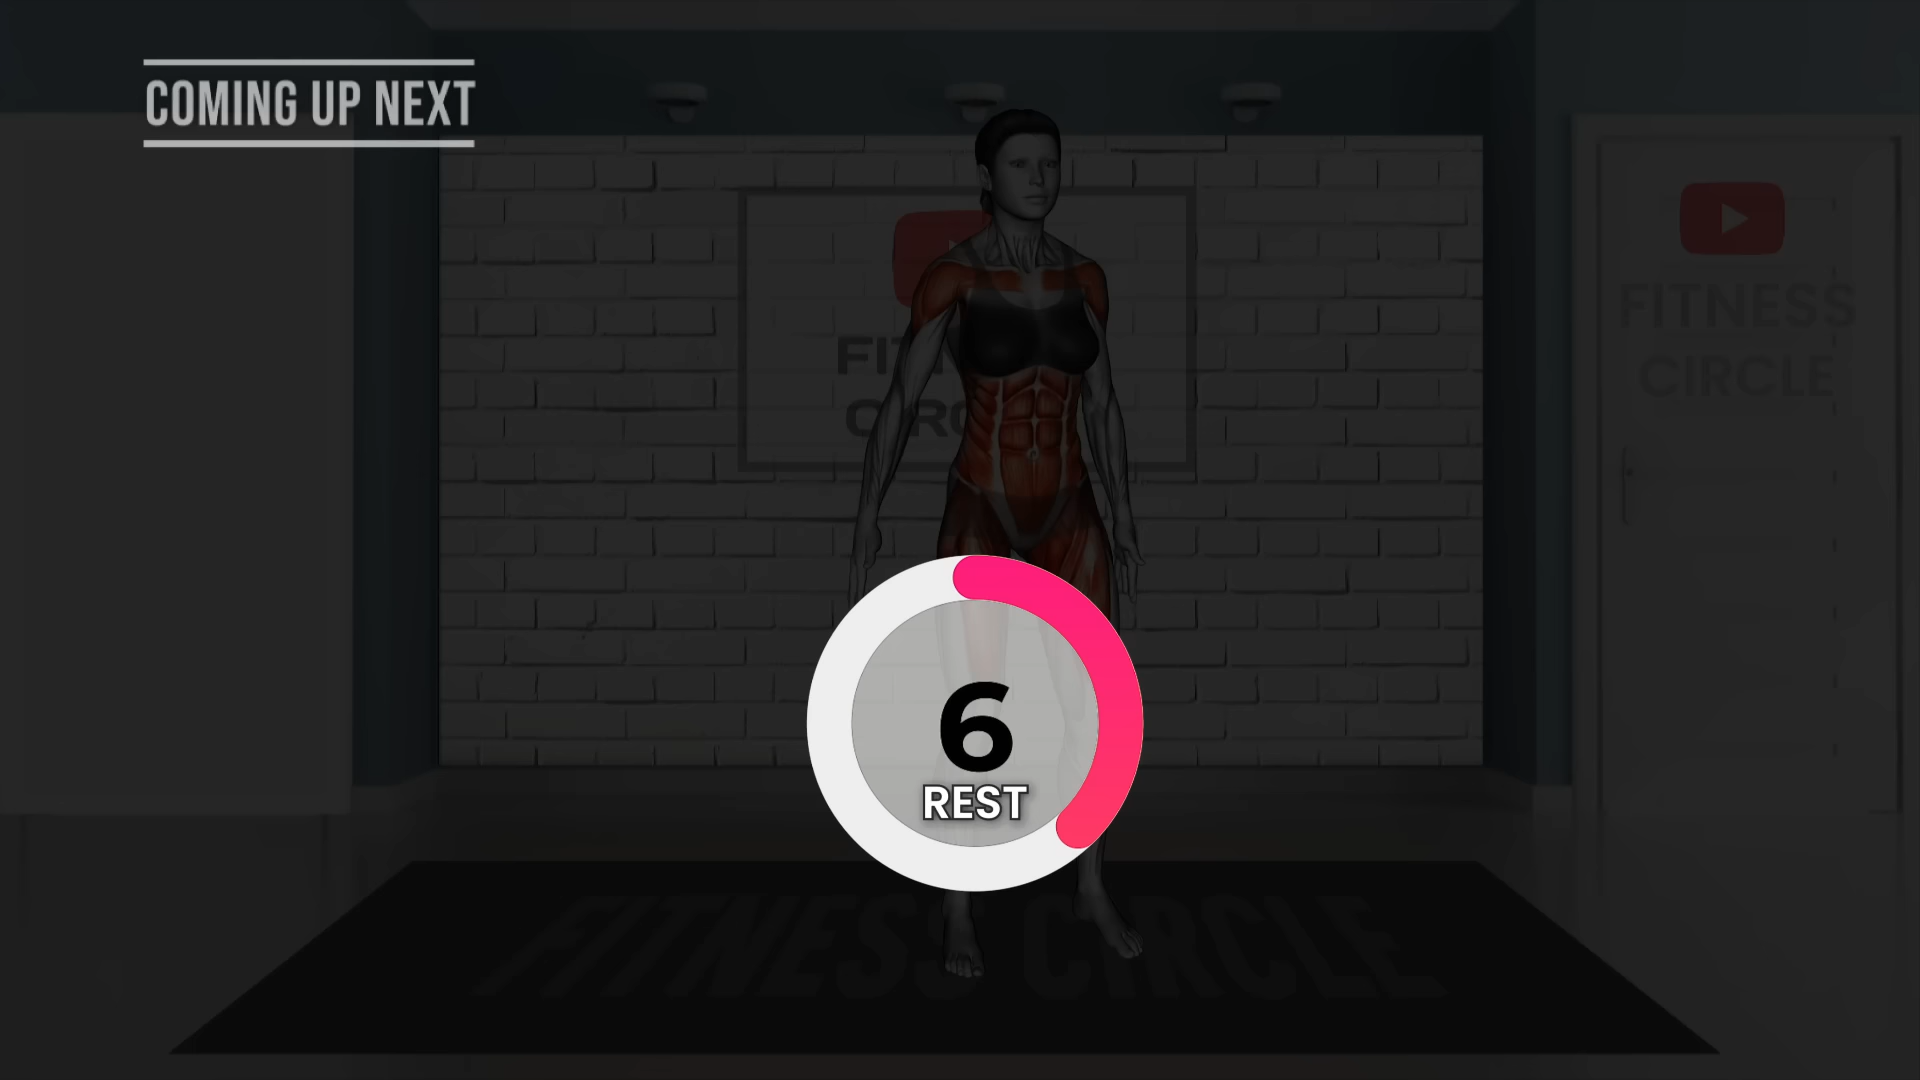 COMING UP NEXT
FITNESS
CIRCLE
6
REST
FITNESS CIRCLE